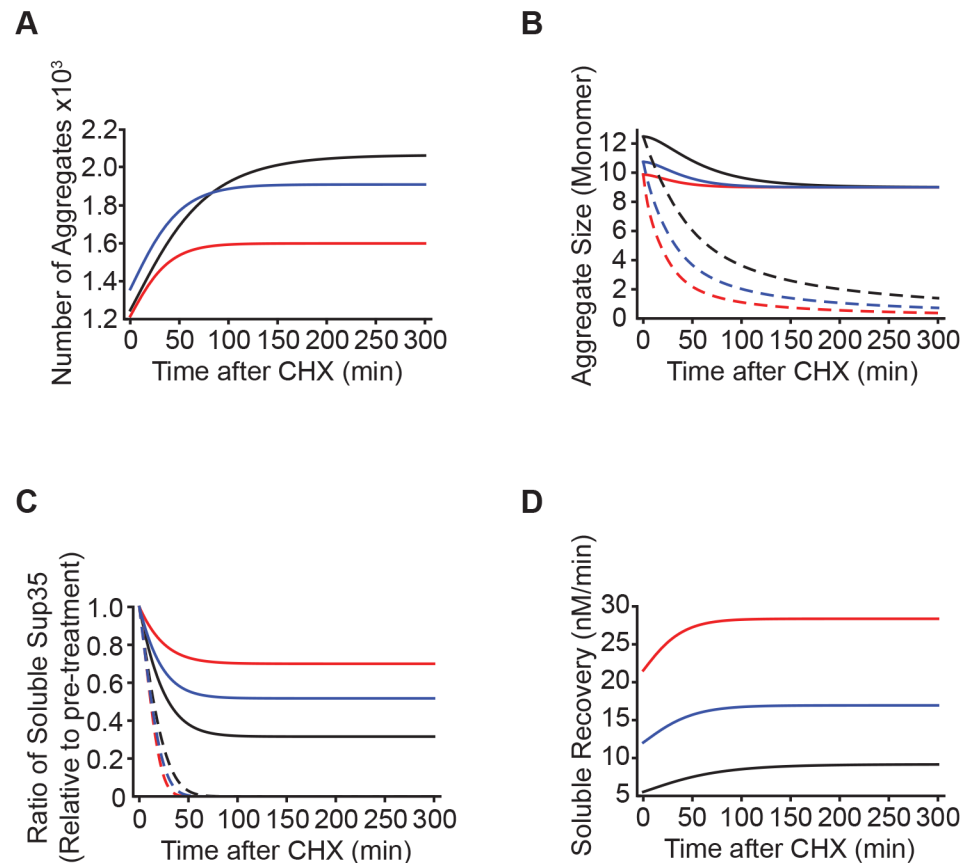 A
Number of Aggregates x10³
2.2
2.0
1.8
1.6
1.4
1.2
0 50 100 150 200 250 300
Time after CHX (min)
B
Aggregate Size (Monomer)
12
10
8
6
4
2
0
0 50 100 150 200 250 300
Time after CHX (min)
C
Ratio of Soluble Sup35
(Relative to pre-treatment)
1.0
0.8
0.6
0.4
0.2
0
0 50 100 150 200 250 300
Time after CHX (min)
D
Soluble Recovery (nM/min)
30
25
20
15
10
5
0 50 100 150 200 250 300
Time after CHX (min)